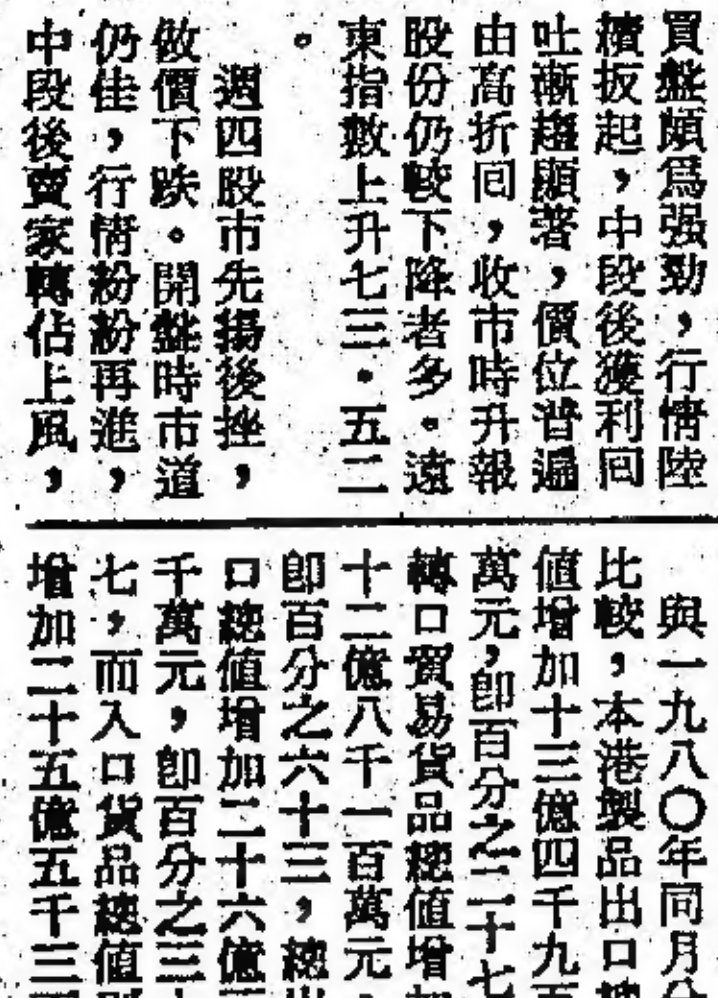 買盤頗爲强勁，行情陸
續扳起，中段後獲利囘
吐漸趨顯著，價位普遍
由高折囘，收市時升報
股份仍較下降者多。遠
東指數上升七三．五二
。
週四股市先揚後挫，
做價下跌。開盤時市道
仍佳，行情紛紛再進，
中段後賣家轉佔上風，
與一九八〇年同月
比較，本港製品出口
值增加十三億四千九
萬元，卽百分之二十七
轉口貿易貨品總值增
十二億八千一百萬元
卽百分之六十三，總
口總值增加二十六億
千萬元，卽百分之三
七，而入口貨品總值
增加二十五億五千三